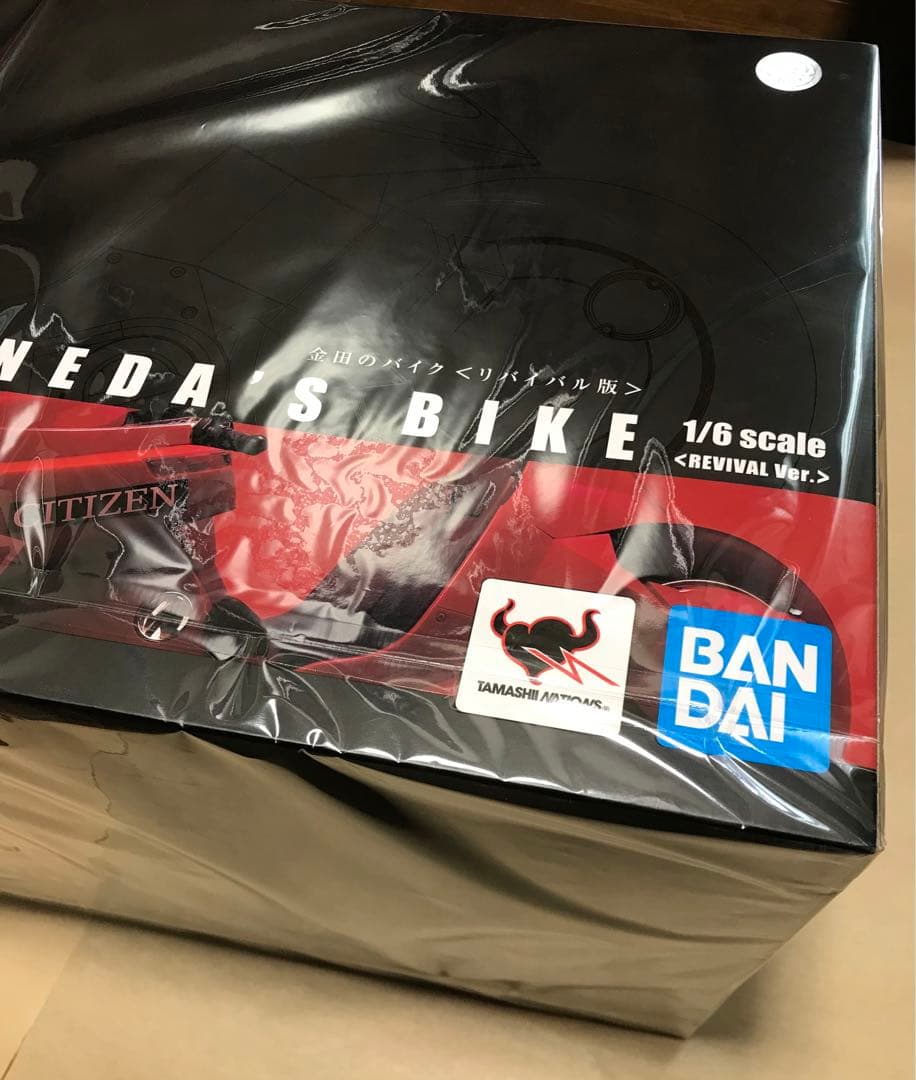 金田のバイク＜リバイバル版＞
NEDA'S BIKE
1/6 scale
<REVIVAL Ver.>
CITIZEN
TAMASHII NATIONS®
BAN
DAI